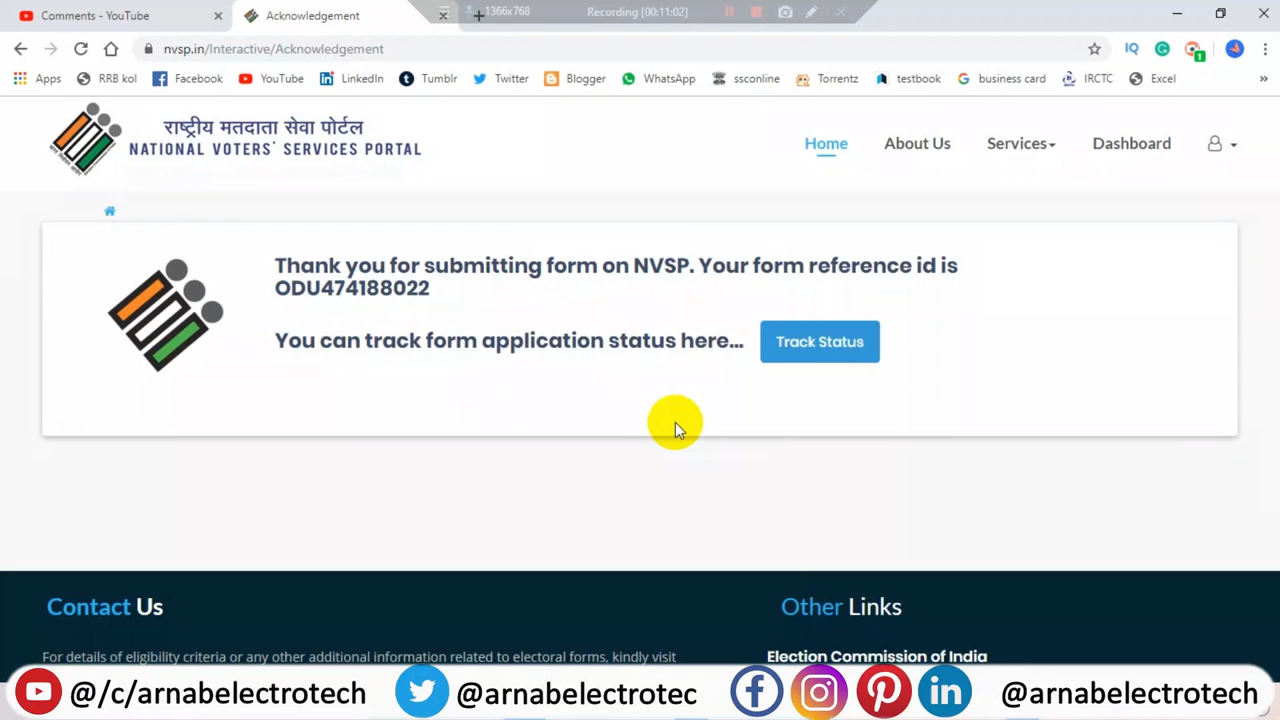 Comments - YouTube
Acknowledgement
1366x768
Recording [00:11:02]
nvsp.in/Interactive/Acknowledgement
IQ
1
Apps
RRB kol
Facebook
YouTube
LinkedIn
Tumblr
Twitter
Blogger
WhatsApp
ssconline
Torrentz
testbook
business card
IRCTC
Excel
»
राष्ट्रीय मतदाता सेवा पोर्टल
NATIONAL VOTERS' SERVICES PORTAL
Home
About Us
Services
Dashboard
Thank you for submitting form on NVSP. Your form reference id is
ODU474188022
You can track form application status here...
Track Status
Contact Us
Other Links
For details of eligibility criteria or any other additional information related to electoral forms, kindly visit
Election Commission of India
@/c/arnabelectrotech
@arnabelectrotec
@arnabelectrotech